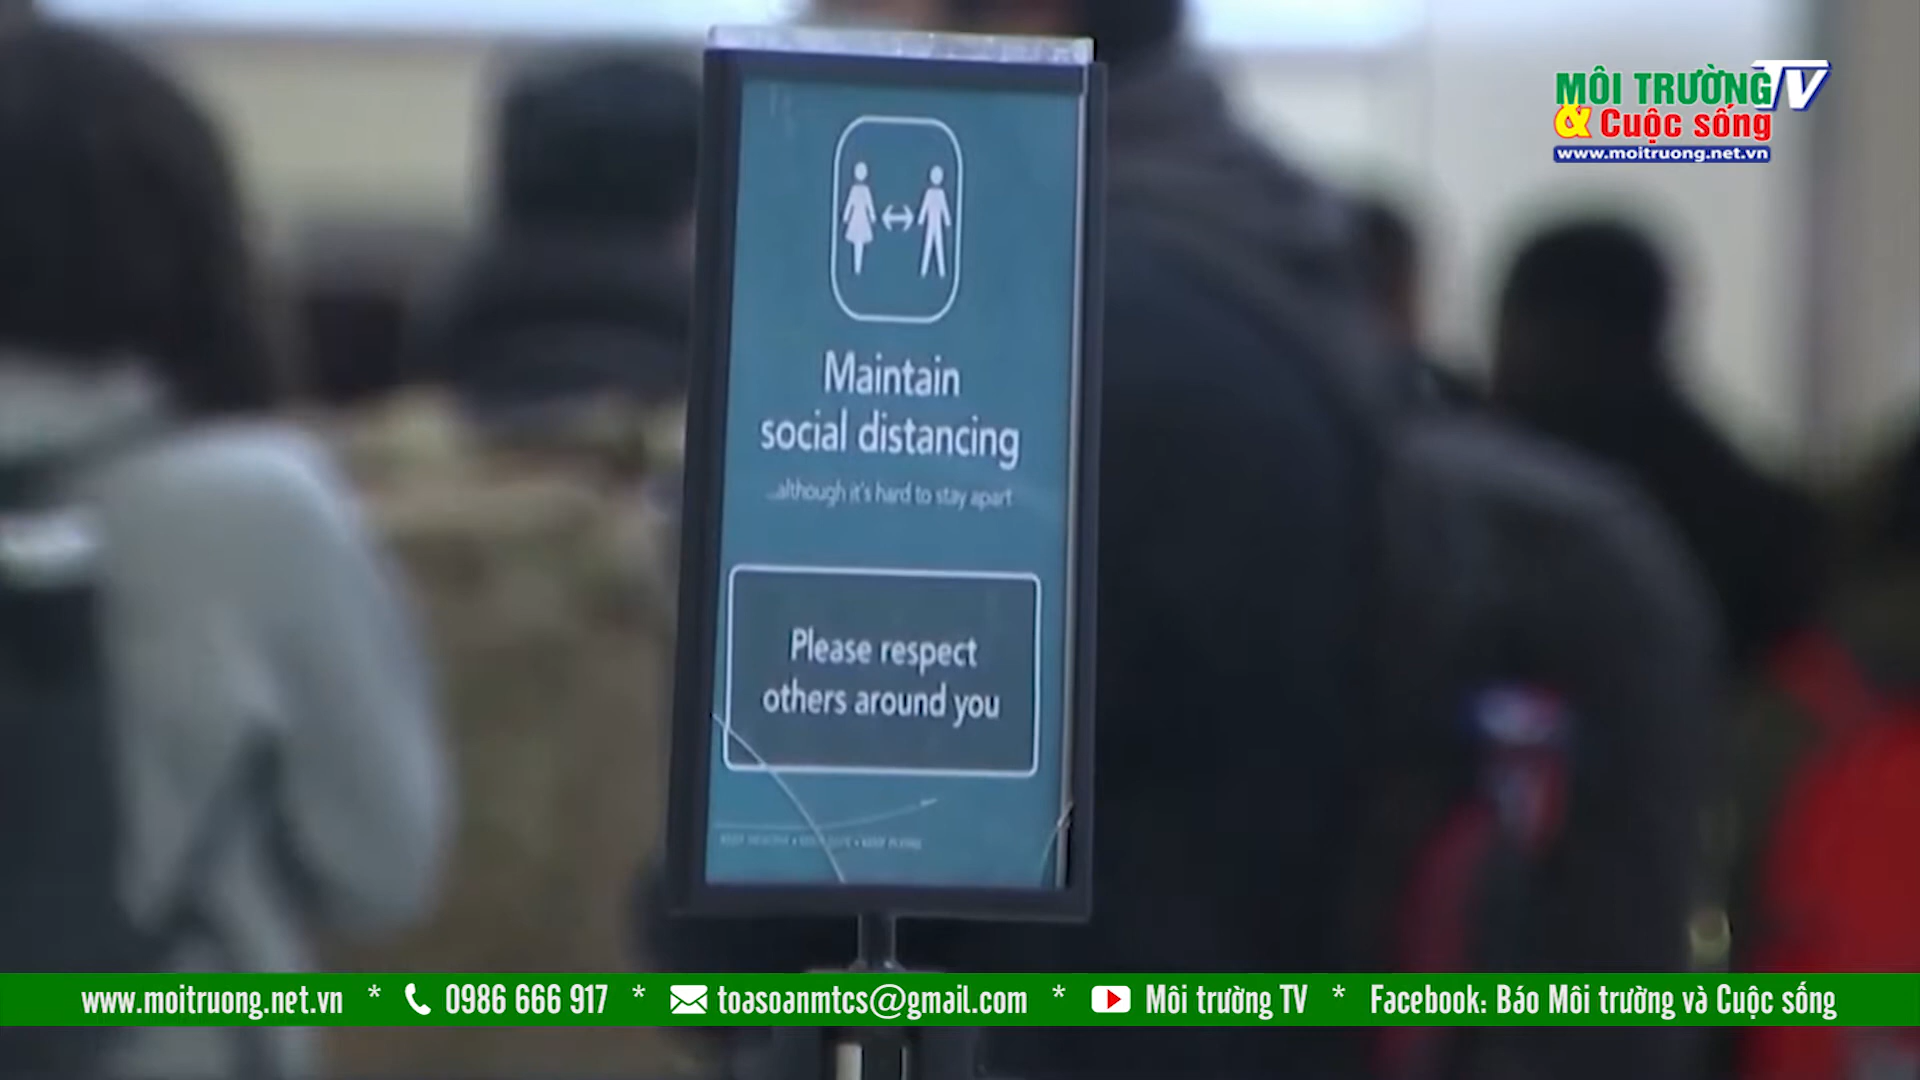 MÔI TRƯỜNG TV
& Cuộc sống
www.moitruong.net.vn
Maintain
social distancing
...although it's hard to stay apart
Please respect
others around you
www.moitruong.net.vn * 0986 666 917 * toasoanmtcs@gmail.com * Môi trường TV * Facebook: Báo Môi trường và Cuộc sống